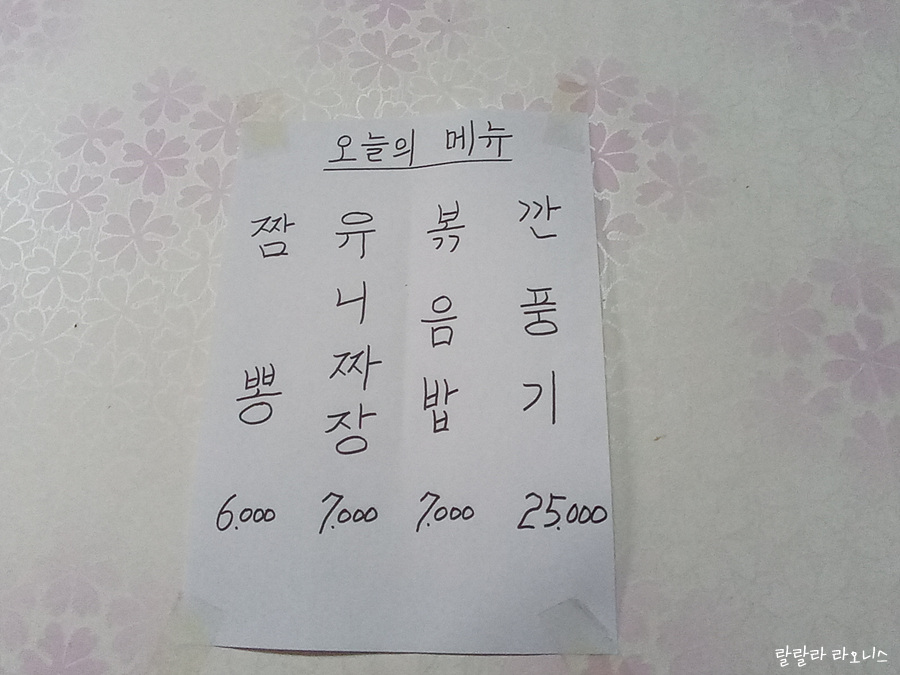 오늘의 메뉴
짬뽕
유니짜장
볶음밥
깐풍기
6.000 7.000 7.000 25.000
랄랄라 라오니스